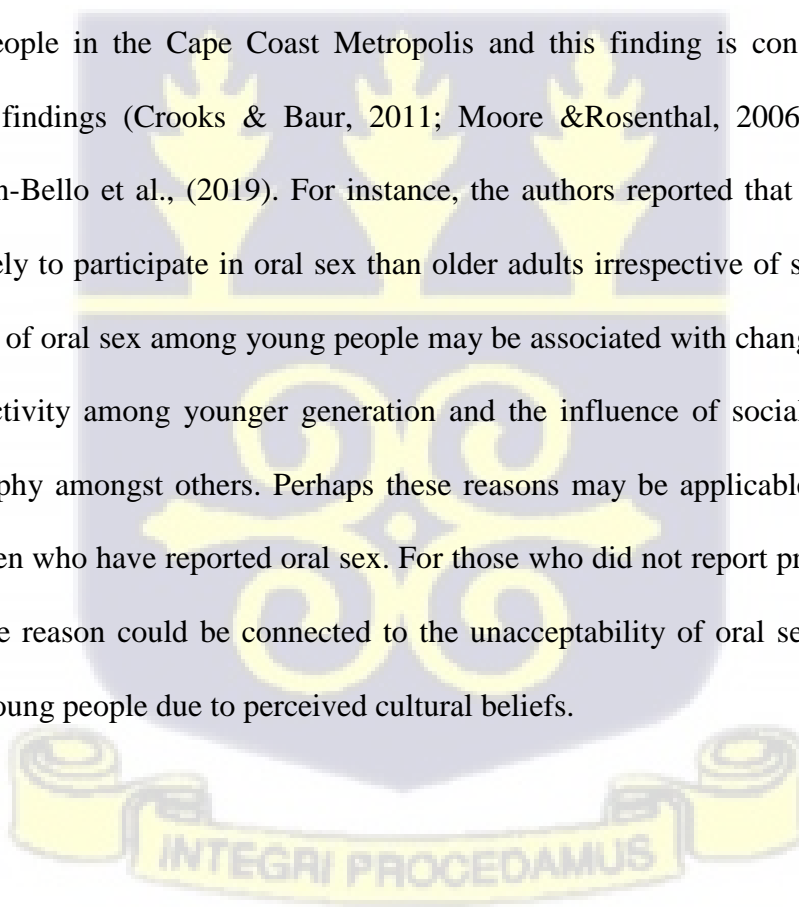 eople in the Cape Coast Metropolis and this finding is con
findings (Crooks & Baur, 2011; Moore &Rosenthal, 2006
n-Bello et al., (2019). For instance, the authors reported that
ely to participate in oral sex than older adults irrespective of s
of oral sex among young people may be associated with chang
ctivity among younger generation and the influence of social
phy amongst others. Perhaps these reasons may be applicable
en who have reported oral sex. For those who did not report pr
e reason could be connected to the unacceptability of oral se
oung people due to perceived cultural beliefs.
INTEGRI PROCEDAMUS